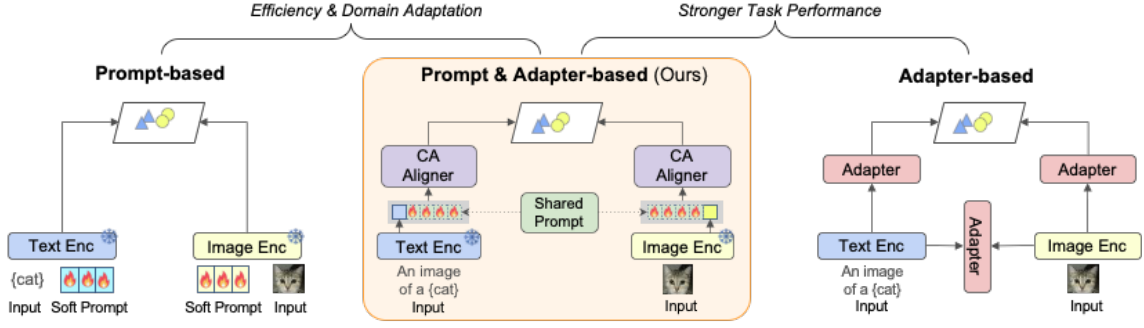 Efficiency & Domain Adaptation
Stronger Task Performance
Prompt-based
Text Enc
Image Enc
{cat}
Input
Soft Prompt
Soft Prompt
Input
Prompt & Adapter-based (Ours)
CA
Aligner
CA
Aligner
Shared
Prompt
Text Enc
Image Enc
An image
of a {cat}
Input
Input
Adapter-based
Adapter
Adapter
Adapter
Text Enc
Image Enc
An image
of a {cat}
Input
Input